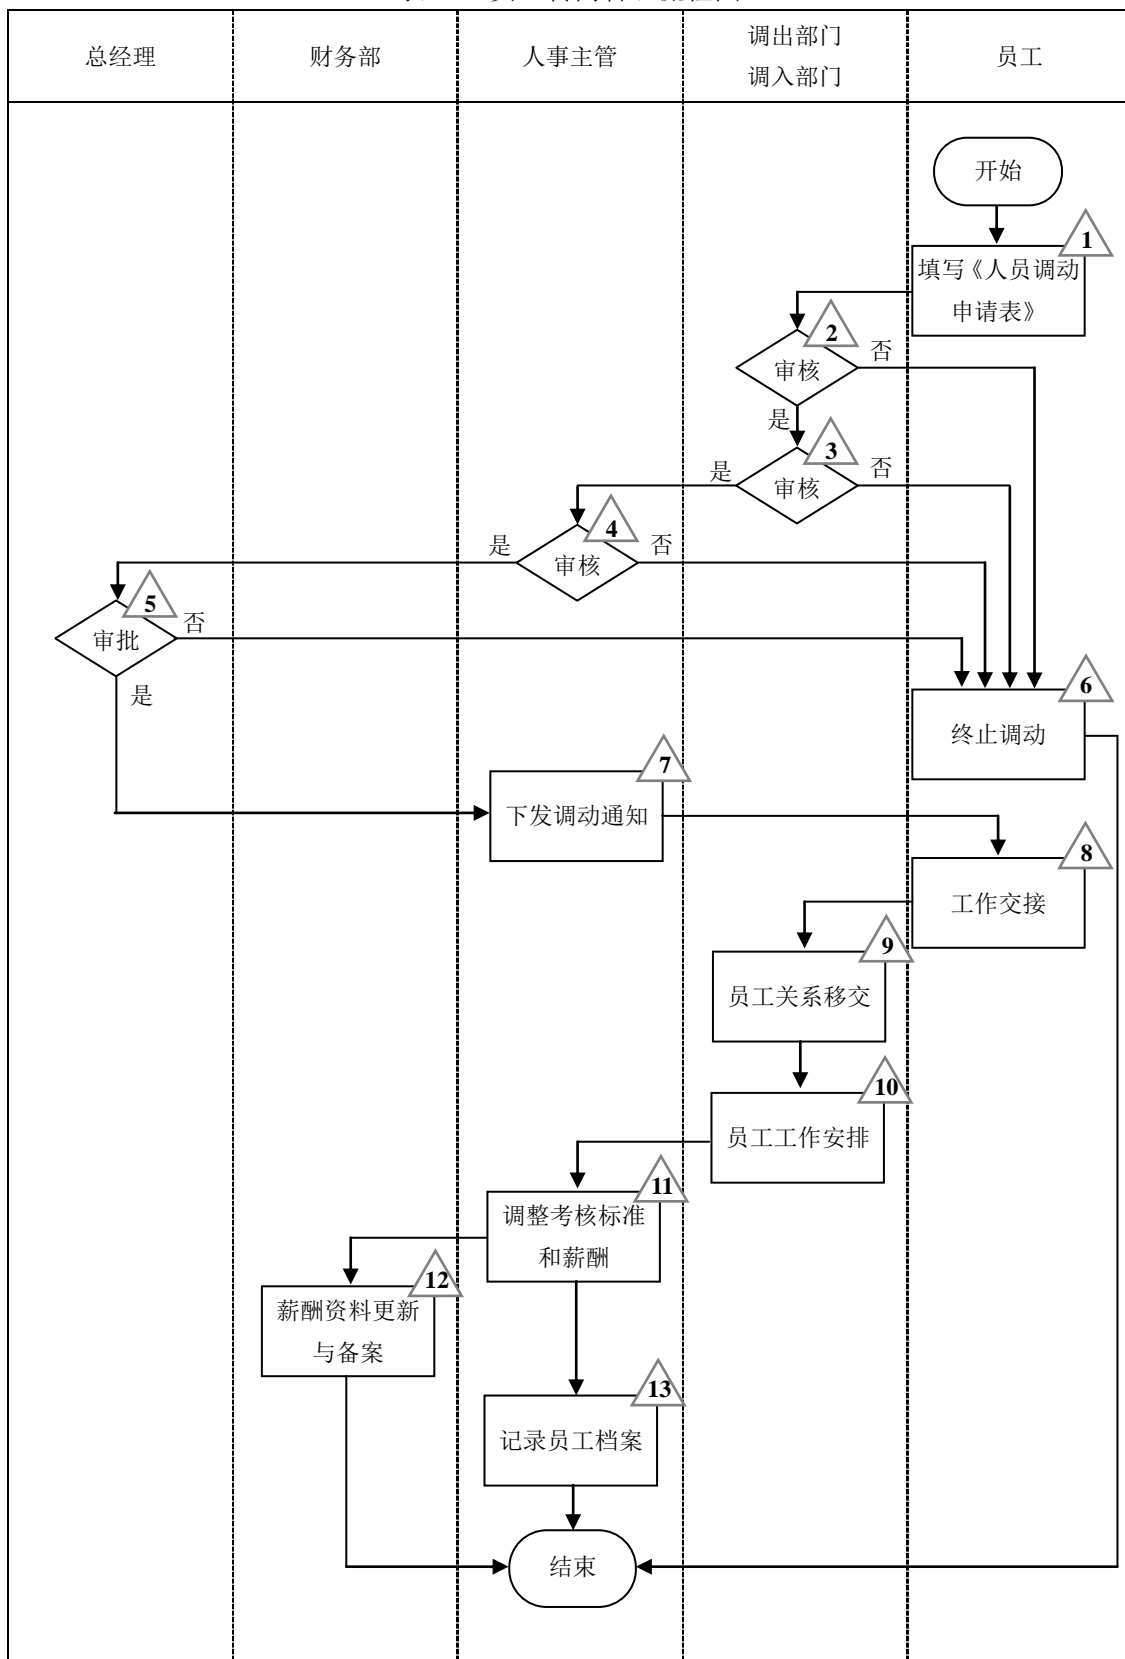 总经理
财务部
人事主管
调出部门
调入部门
员工
开始
1
填写《人员调动
申请表》
2
审核
否
是
3
审核
是
否
4
审核
是
否
5
审批
否
是
6
终止调动
7
下发调动通知
8
工作交接
9
员工关系移交
10
员工工作安排
11
调整考核标准
和薪酬
12
薪酬资料更新
与备案
13
记录员工档案
结束